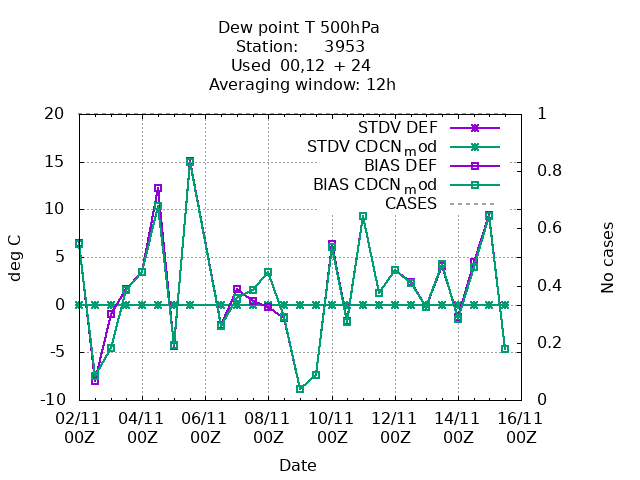 Dew point T 500hPa
Station: 3953
Used 00,12 + 24
Averaging window: 12h
20
15
10
5
0
-5
-10
deg C
1
0.8
0.6
0.4
0.2
0
No cases
STDV DEF
STDV CDCNmod
BIAS DEF
BIAS CDCNmod
CASES
02/11 04/11 06/11 08/11 10/11 12/11 14/11 16/11
00Z 00Z 00Z 00Z 00Z 00Z 00Z 00Z
Date